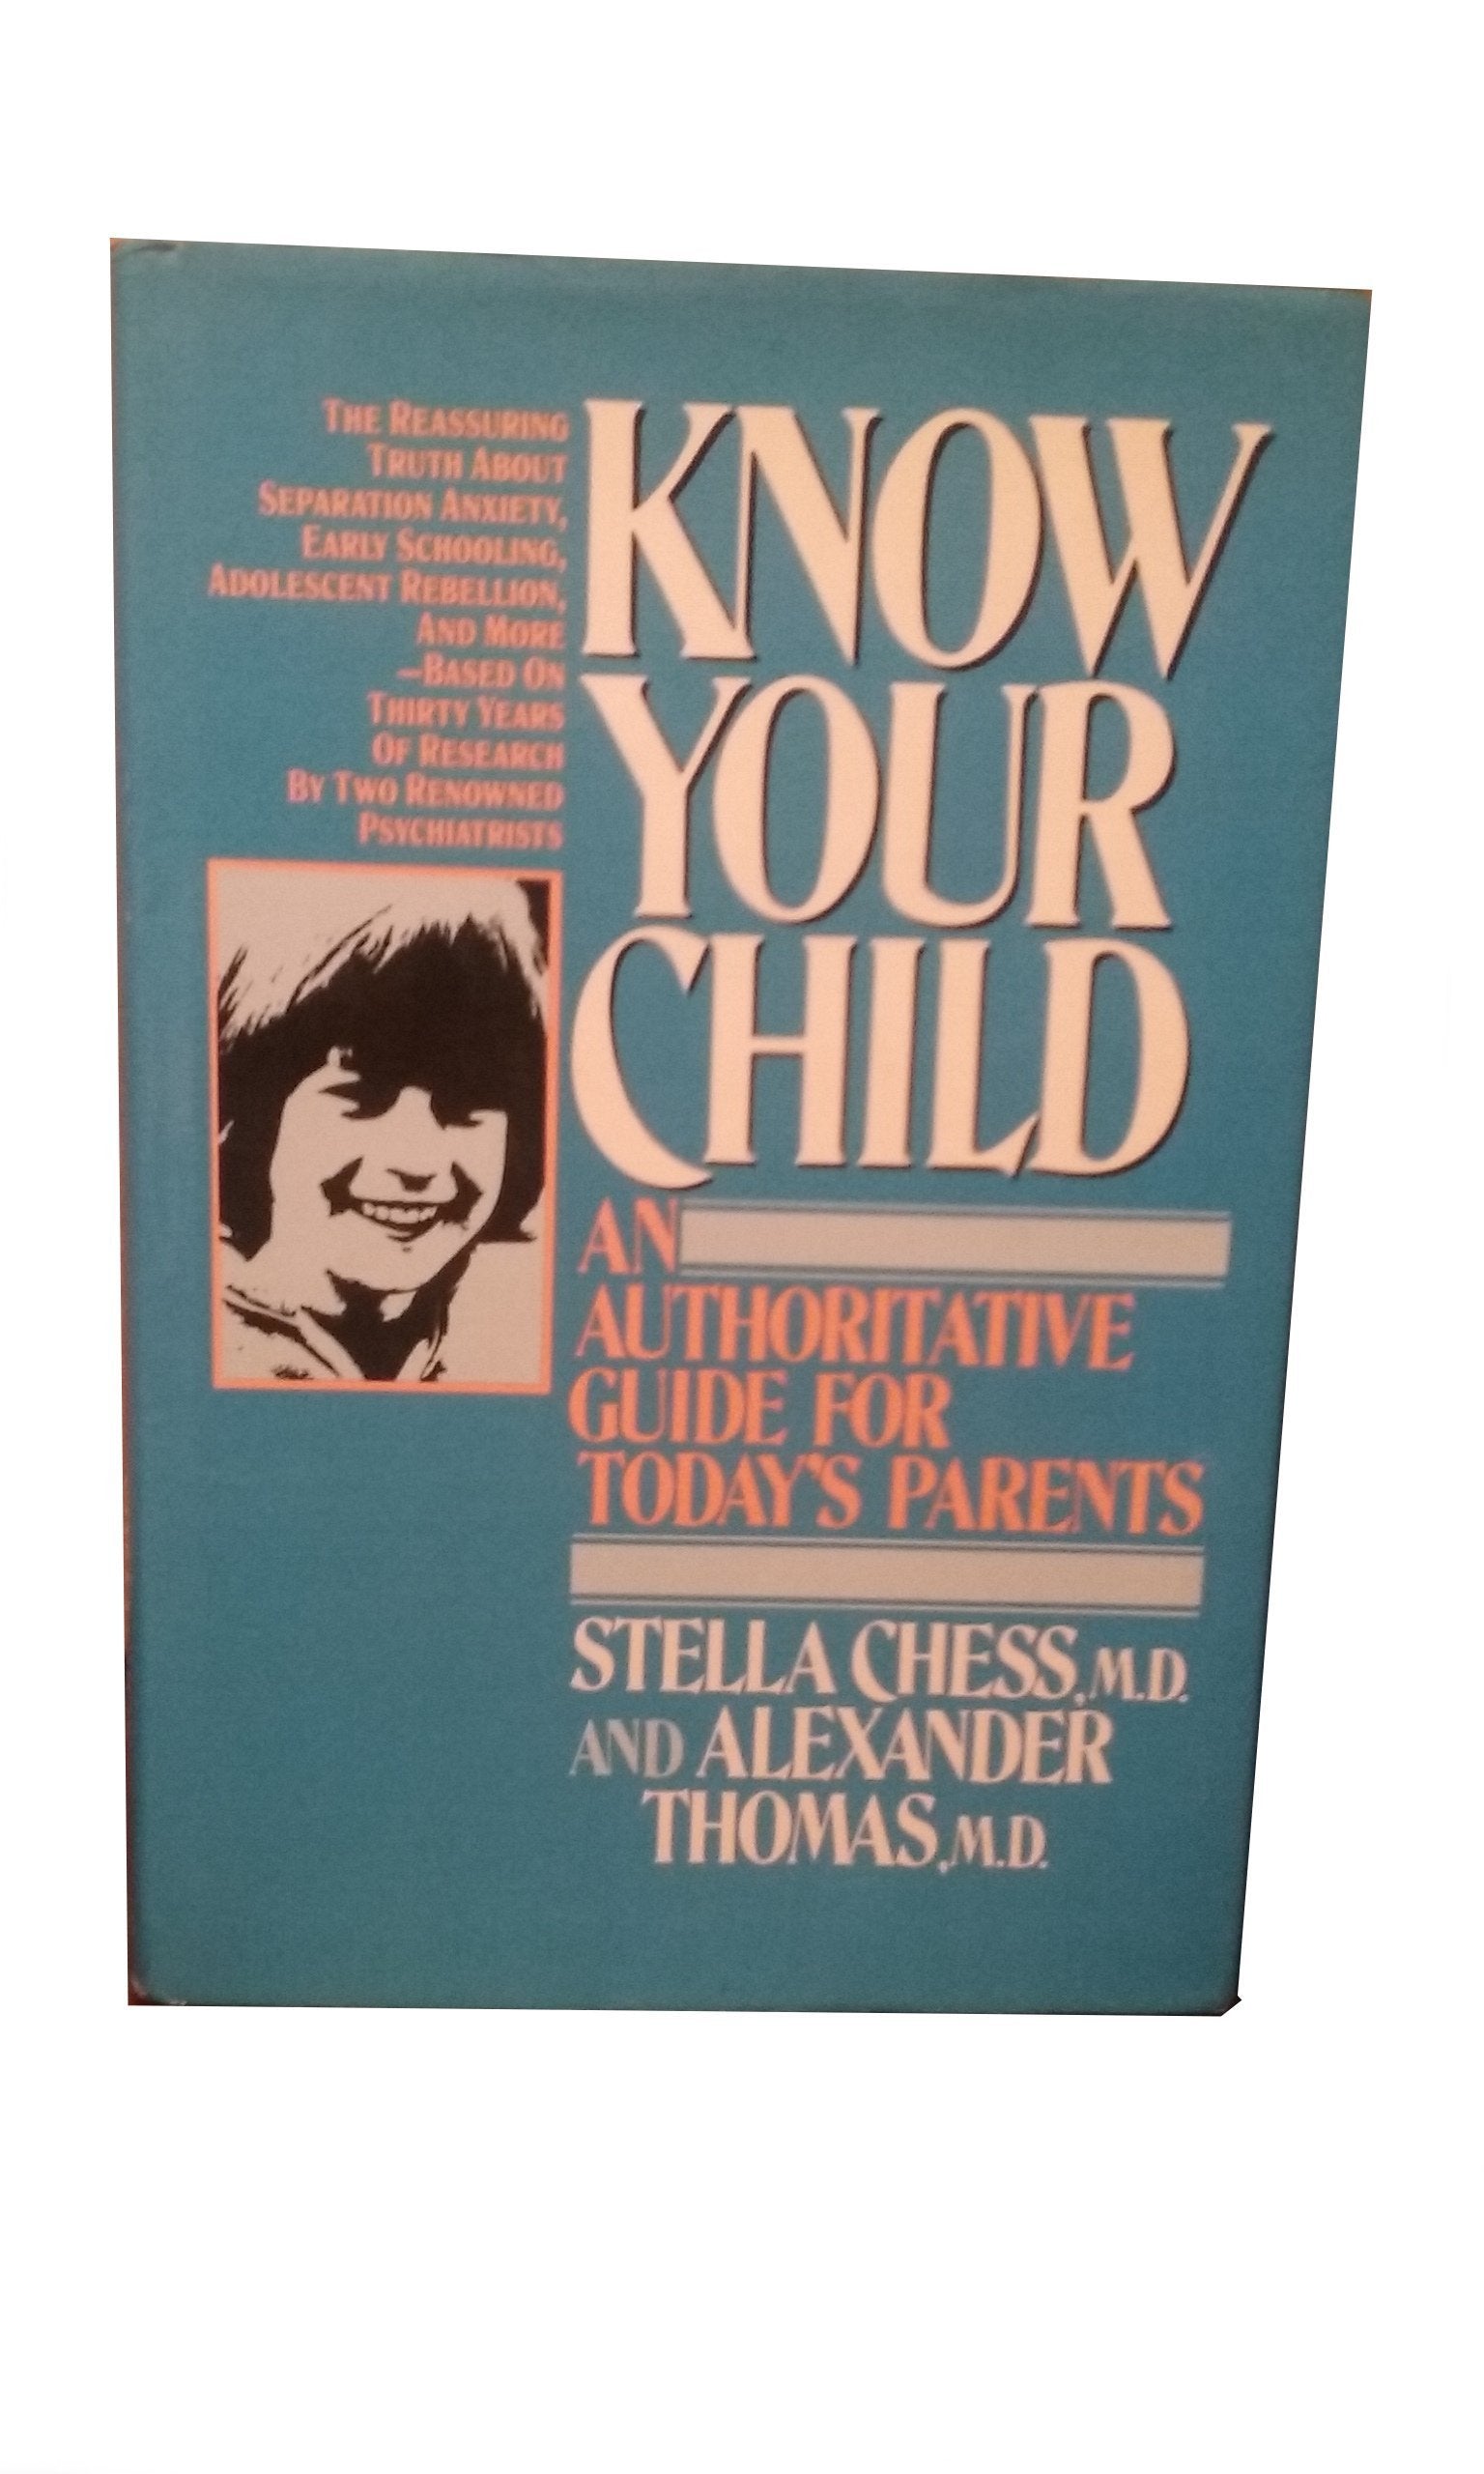 THE REASSURING
TRUTH ABOUT
SEPARATION ANXIETY,
EARLY SCHOOLING,
ADOLESCENT REBELLION,
AND MORE
—BASED ON
THIRTY YEARS
OF RESEARCH
BY TWO RENOWNED
PSYCHIATRISTS
KNOW
YOUR
CHILD
AN
AUTHORITATIVE
GUIDE FOR
TODAY'S PARENTS
STELLA CHESS, M.D.
AND ALEXANDER
THOMAS, M.D.